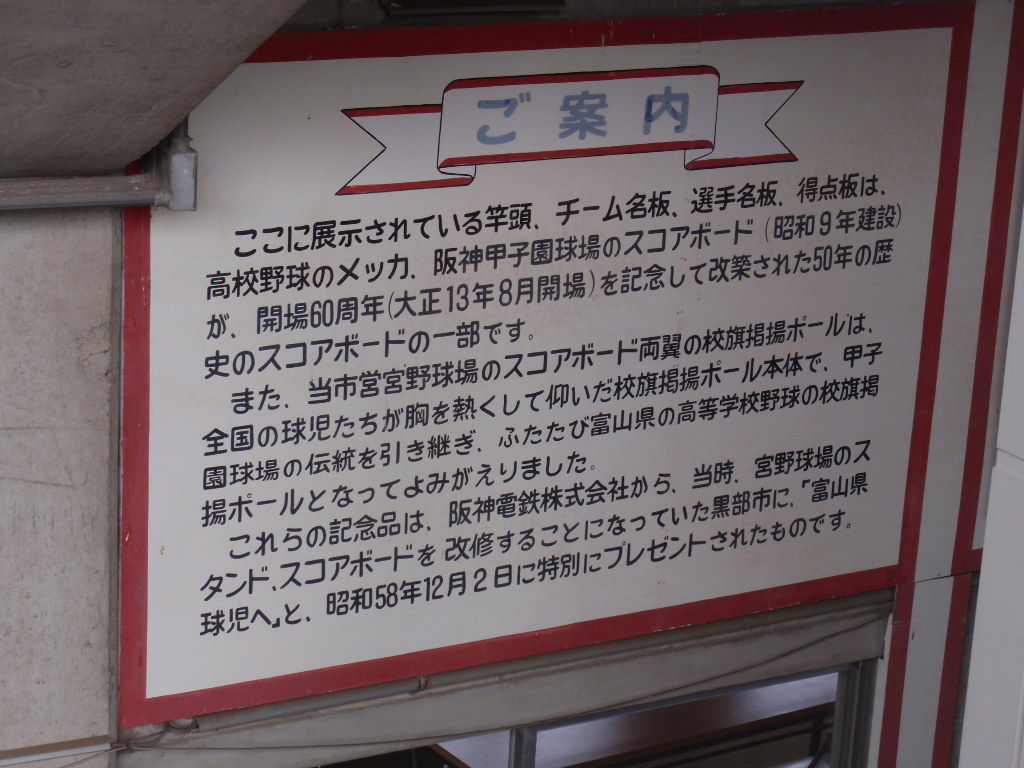 ご案内
ここに展示されている竿頭、チーム名板、選手名板、得点板は、
高校野球のメッカ、阪神甲子園球場のスコアボード(昭和9年建設)
が、開場60周年(大正13年8月開場)を記念して改築された50年の歴
史のスコアボードの一部です。
また、当市営宮野球場のスコアボード両翼の校旗掲揚ポールは、
全国の球児たちが胸を熱くして仰いだ校旗掲揚ポール本体で、甲子
園球場の伝統を引き継ぎ、ふたたび富山県の高等学校野球の校旗掲
揚ポールとなってよみがえりました。
これらの記念品は、阪神電鉄株式会社から、当時、宮野球場のス
タンド、スコアボードを改修することになっていた黒部市に、「富山県
球児へ」と、昭和58年12月2日に特別にプレゼントされたものです。